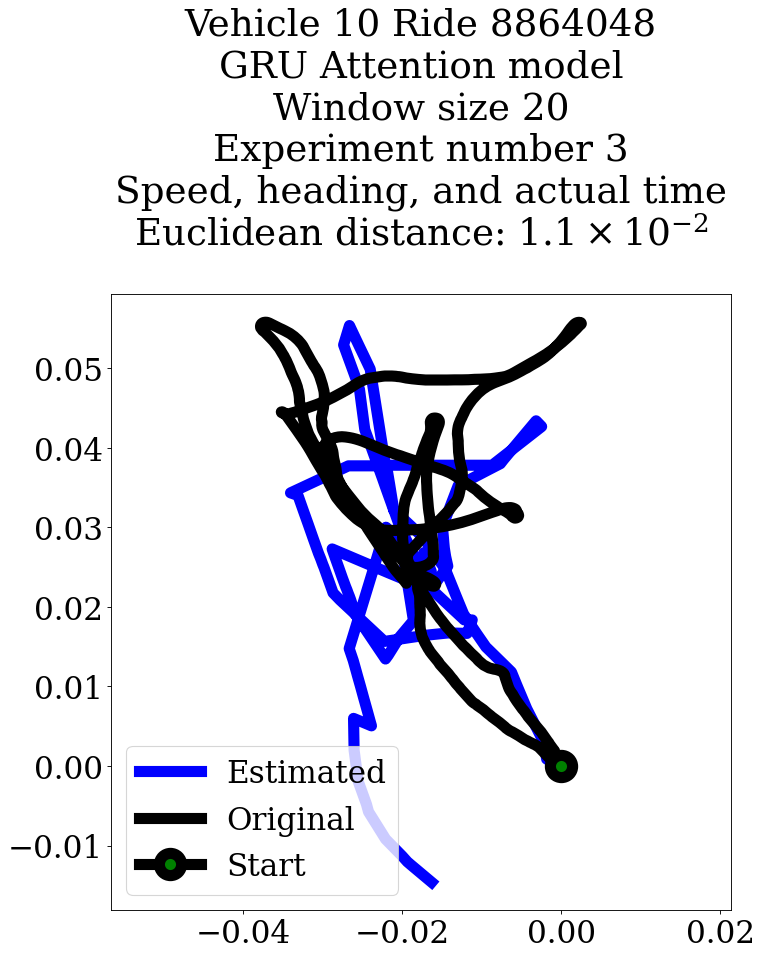 Vehicle 10 Ride 8864048
GRU Attention model
Window size 20
Experiment number 3
Speed, heading, and actual time
Euclidean distance: 1.1 × 10⁻²
0.05
0.04
0.03
0.02
0.01
0.00
−0.01
Estimated
Original
Start
−0.04
−0.02
0.00
0.02